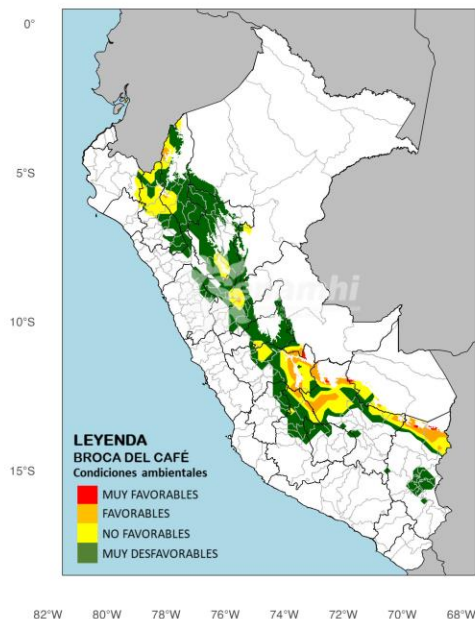 0°
5°S
10°S
15°S
senamhi
LEYENDA
BROCA DEL CAFÉ
Condiciones ambientales
MUY FAVORABLES
FAVORABLES
NO FAVORABLES
MUY DESFAVORABLES
82°W 80°W 78°W 76°W 74°W 72°W 70°W 68°W